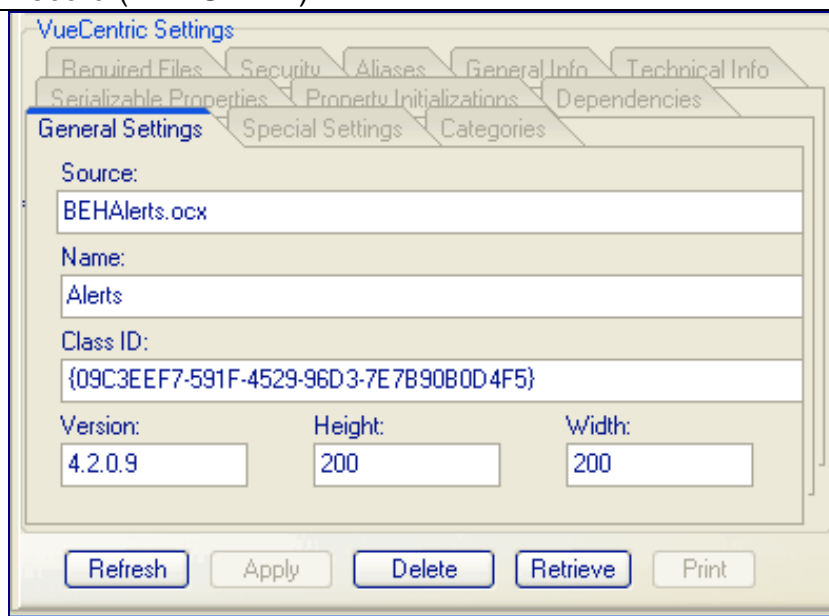 VueCentric Settings
Required Files Security Aliases General Info Technical Info
Serializable Properties Property Initializations Dependencies
General Settings Special Settings Categories
Source:
BEHAlerts.ocx
Name:
Alerts
Class ID:
{09C3EEF7-591F-4529-96D3-7E7B90B0D4F5}
Version: Height: Width:
4.2.0.9 200 200
Refresh Apply Delete Retrieve Print